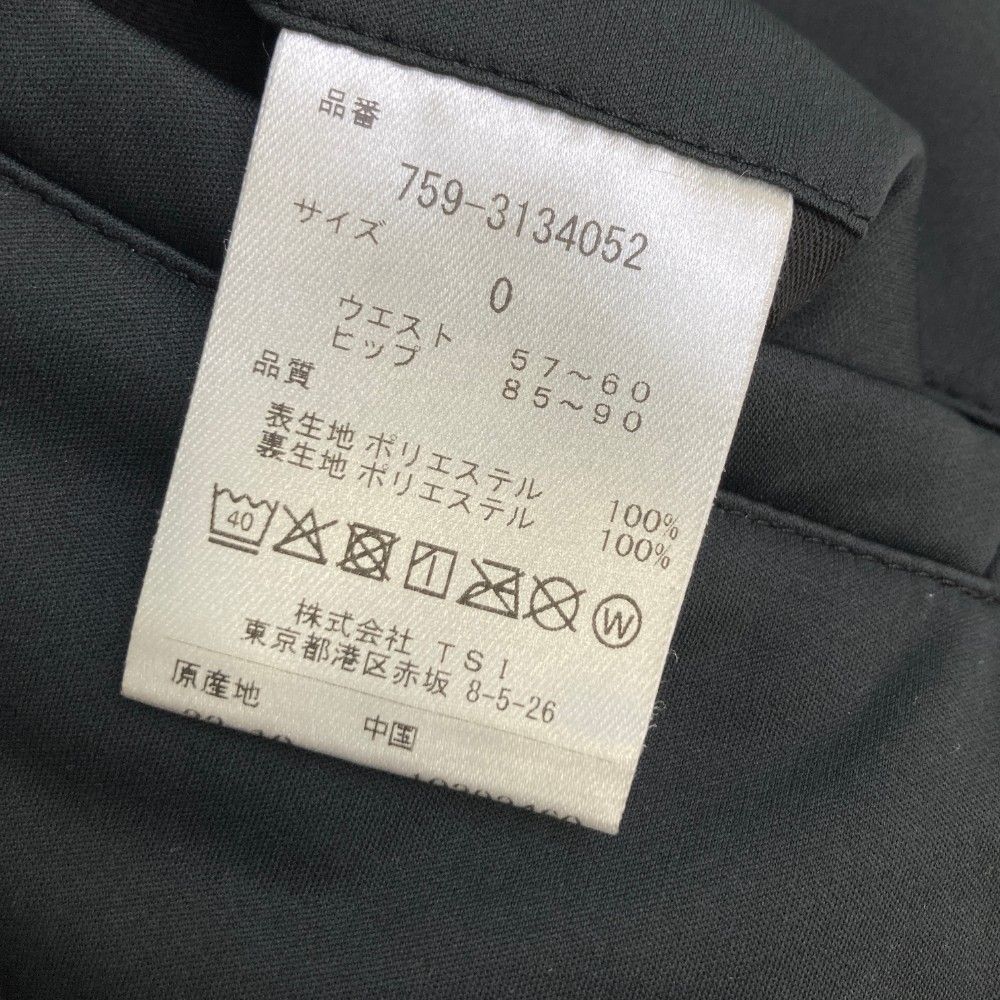 品番
759-3134052
サイズ
0
ウエスト 57～60
ヒップ 85～90
品質
表生地 ポリエステル 100%
裏生地 ポリエステル 100%
40
W
株式会社 TSI
東京都港区赤坂 8-5-26
原産地 中国